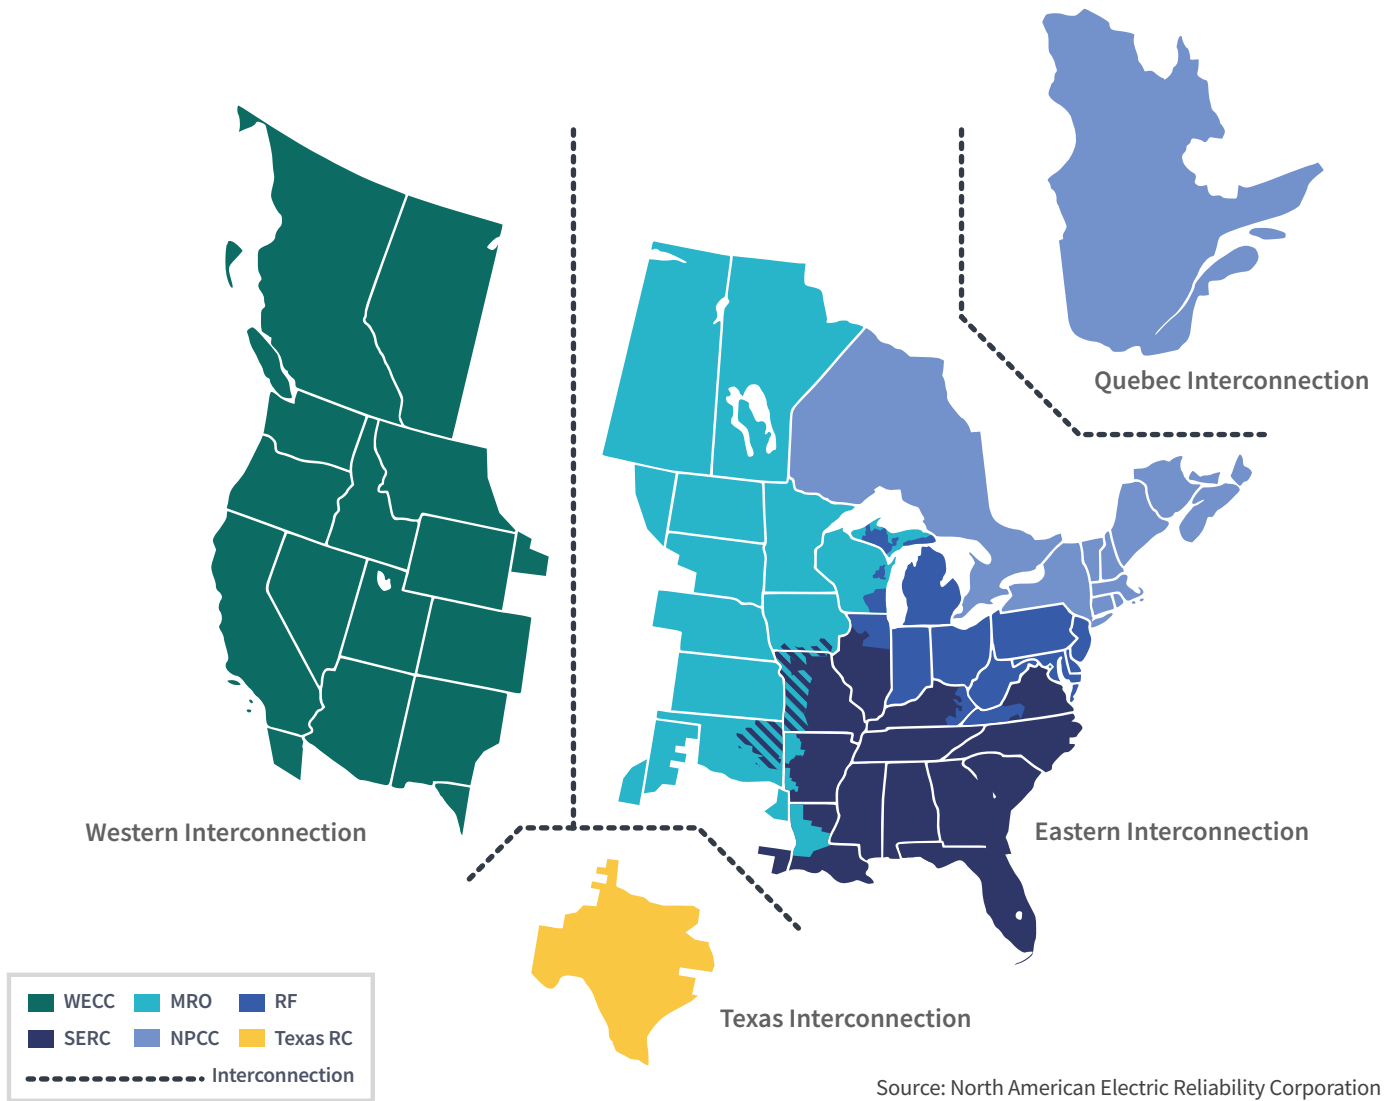 Quebec Interconnection
Western Interconnection
Eastern Interconnection
Texas Interconnection
WECC MRO RF
SERC NPCC Texas RC
Interconnection
Source: North American Electric Reliability Corporation